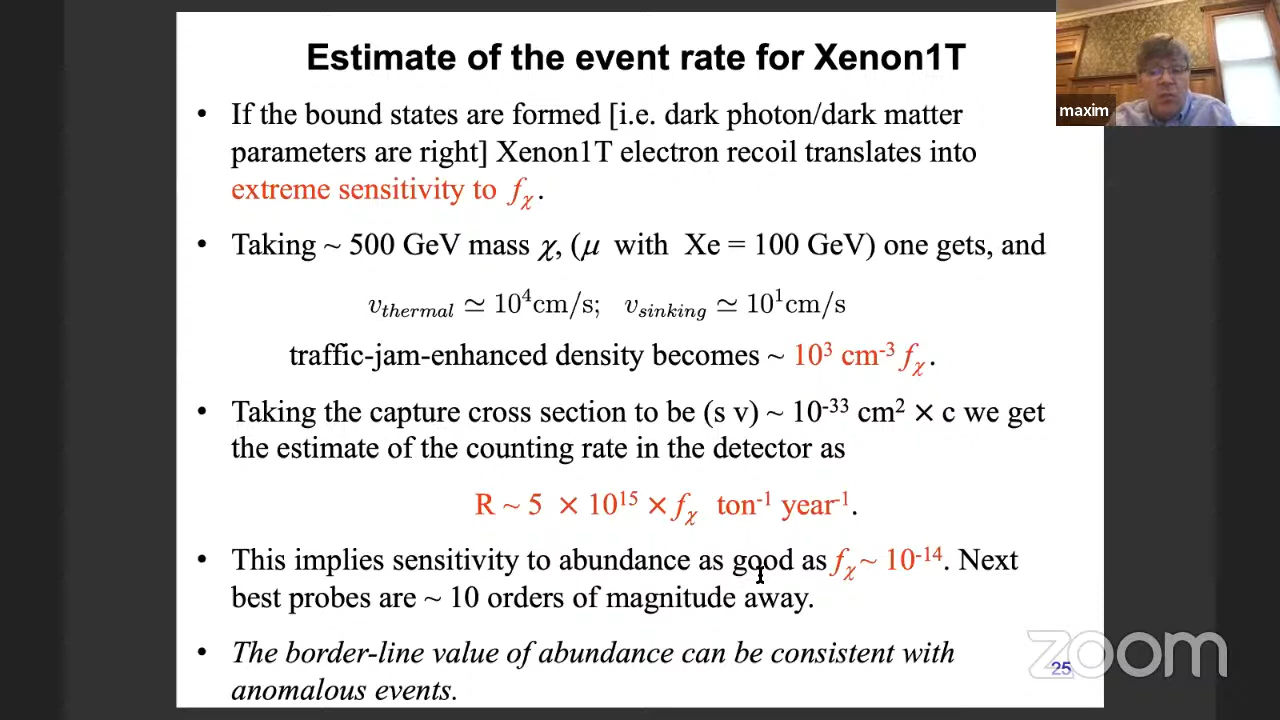 Estimate of the event rate for Xenon1T
maxim
• If the bound states are formed [i.e. dark photon/dark matter
parameters are right] Xenon1T electron recoil translates into
extreme sensitivity to fχ.
• Taking ~ 500 GeV mass χ, (μ with Xe = 100 GeV) one gets, and
v_thermal ≃ 10⁴cm/s; v_sinking ≃ 10¹cm/s
traffic-jam-enhanced density becomes ~ 10³ cm⁻³ fχ.
• Taking the capture cross section to be (s v) ~ 10⁻³³ cm² × c we get
the estimate of the counting rate in the detector as
R ~ 5 × 10¹⁵ × fχ ton⁻¹ year⁻¹.
• This implies sensitivity to abundance as good as fχ ~ 10⁻¹⁴. Next
best probes are ~ 10 orders of magnitude away.
• The border-line value of abundance can be consistent with
anomalous events.
zoom
25